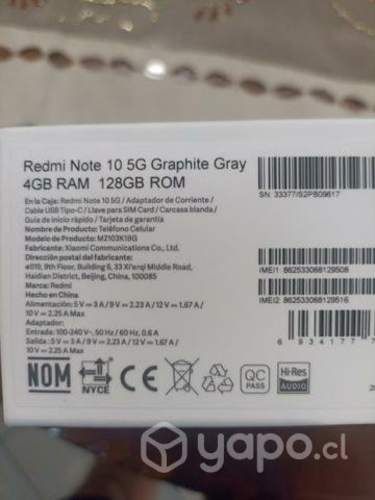 Redmi Note 10 5G Graphite Gray
4GB RAM 128GB ROM
En la Caja: Redmi Note 10 5G / Adaptador de Corriente /
Cable USB Tipo-C / Llave para SIM Card / Carcasa blanda /
Guía de inicio rápido / Tarjeta de garantía
Nombre de Producto: Teléfono Celular
Modelo de Producto: M2103K19G
Fabricante: Xiaomi Communications Co., Ltd.
Dirección postal del fabricante:
#019, 9th Floor, Building 6, 33 Xi'erqi Middle Road,
Haidian District, Beijing, China, 100085
Marca: Redmi
Hecho en China.
Alimentación: 5 V⎓3 A / 9 V⎓2.23 A / 12 V⎓1.67 A /
10 V⎓2.25 A Max
Adaptador:
Entrada: 100-240 V~, 50 Hz / 60 Hz, 0.6 A
Salida: 5 V⎓3 A / 9 V⎓2.23 A / 12 V⎓1.67 A /
10 V⎓2.25 A Max
SN: 33377/S2PS09617
IMEI1: 862533068129508
IMEI2: 862533068129516
6 934177
NOM
NYCE
CE
QC
PASS
Hi-Res
AUDIO
yapo.cl